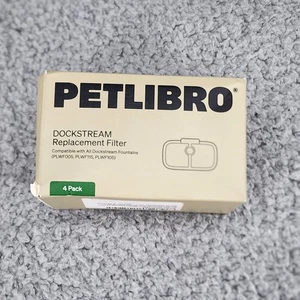 PETLIBRO®
DOCKSTREAM
Replacement Filter
Compatible with All Dockstream Fountains
(PLWF005, PLWF115, PLWF105)
4 Pack